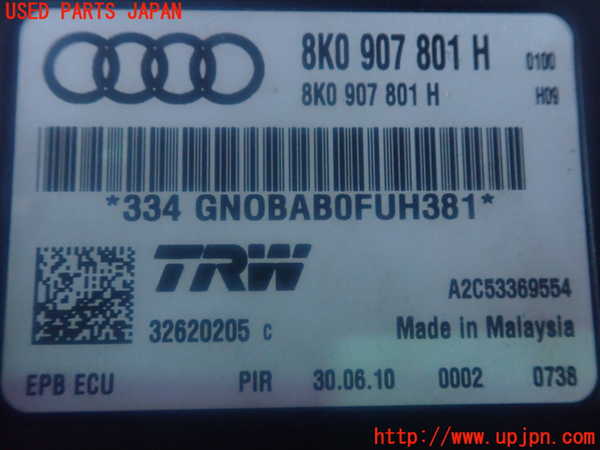 USED PARTS JAPAN
8K0 907 801 H 0100
8K0 907 801 H H09
*334 GNOBAB0FUH381*
TRW
A2C53369554
32620205 C Made in Malaysia
EPB ECU PIR 30.06.10 0002 0738
UPJ
http://www.upjpn.com/